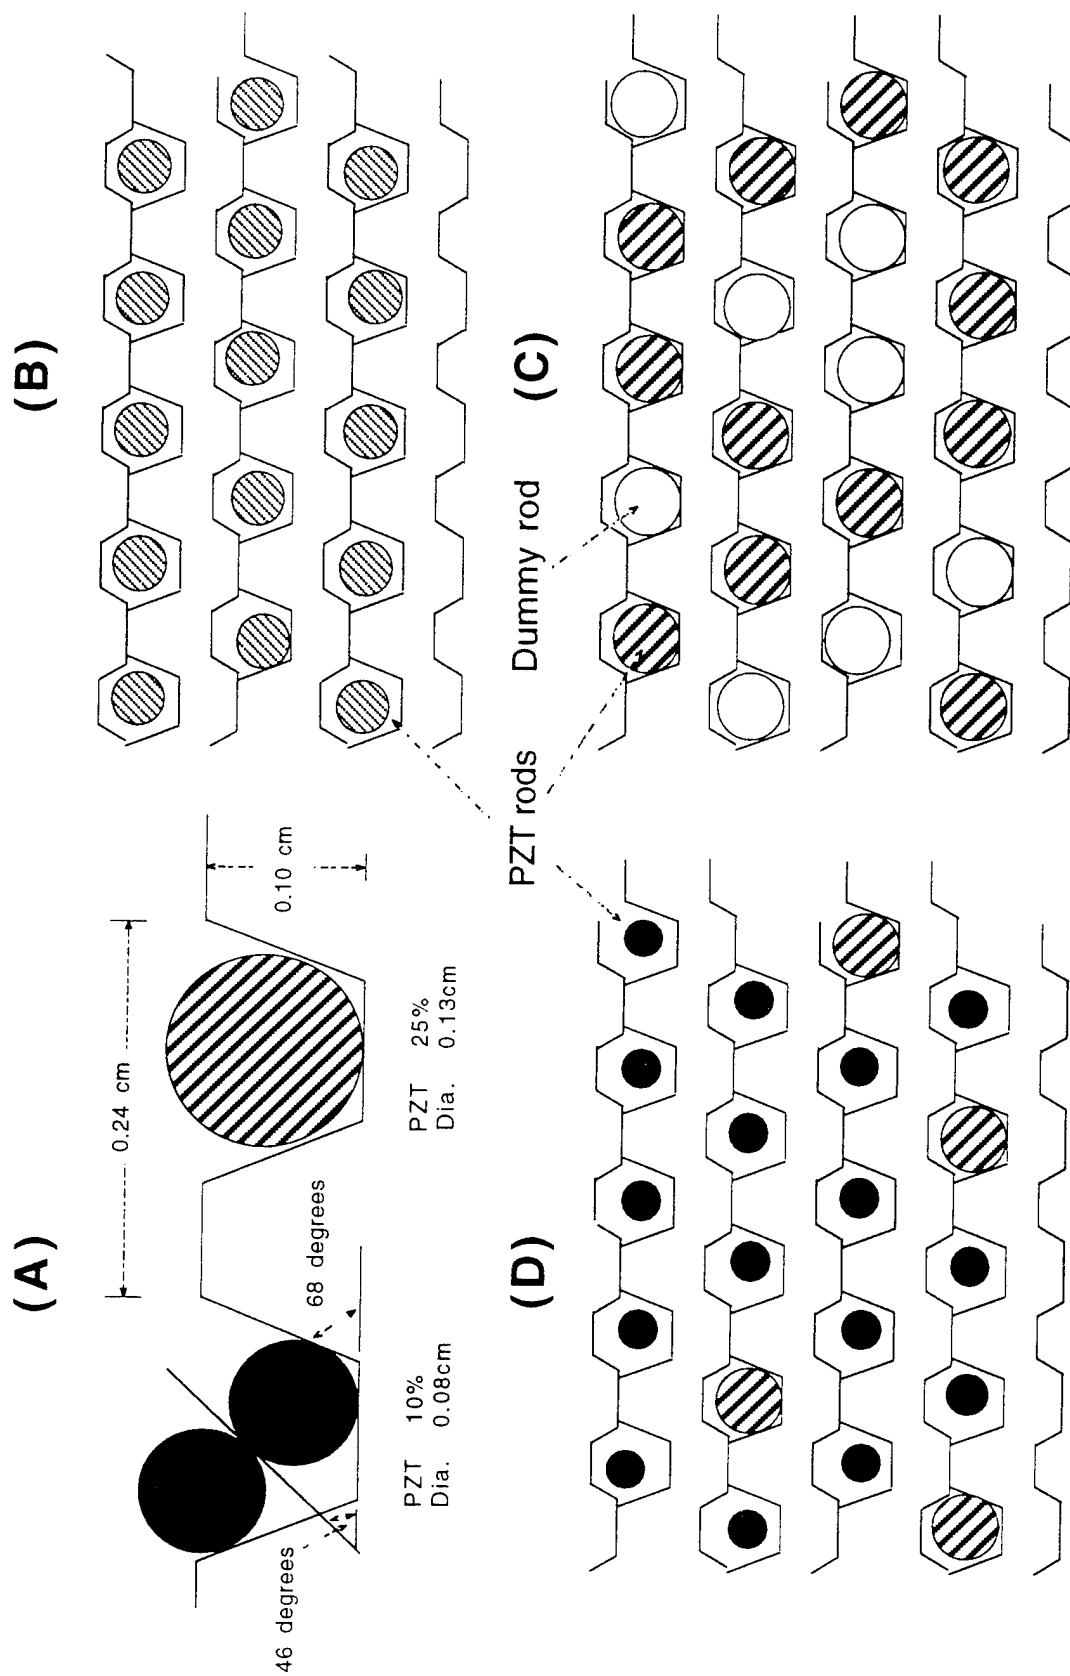 (A)
0.24 cm
0.10 cm
46 degrees
68 degrees
PZT 10%
Dia. 0.08cm
PZT 25%
Dia. 0.13cm
(B)
PZT rods
Dummy rod
(D)
(C)
1